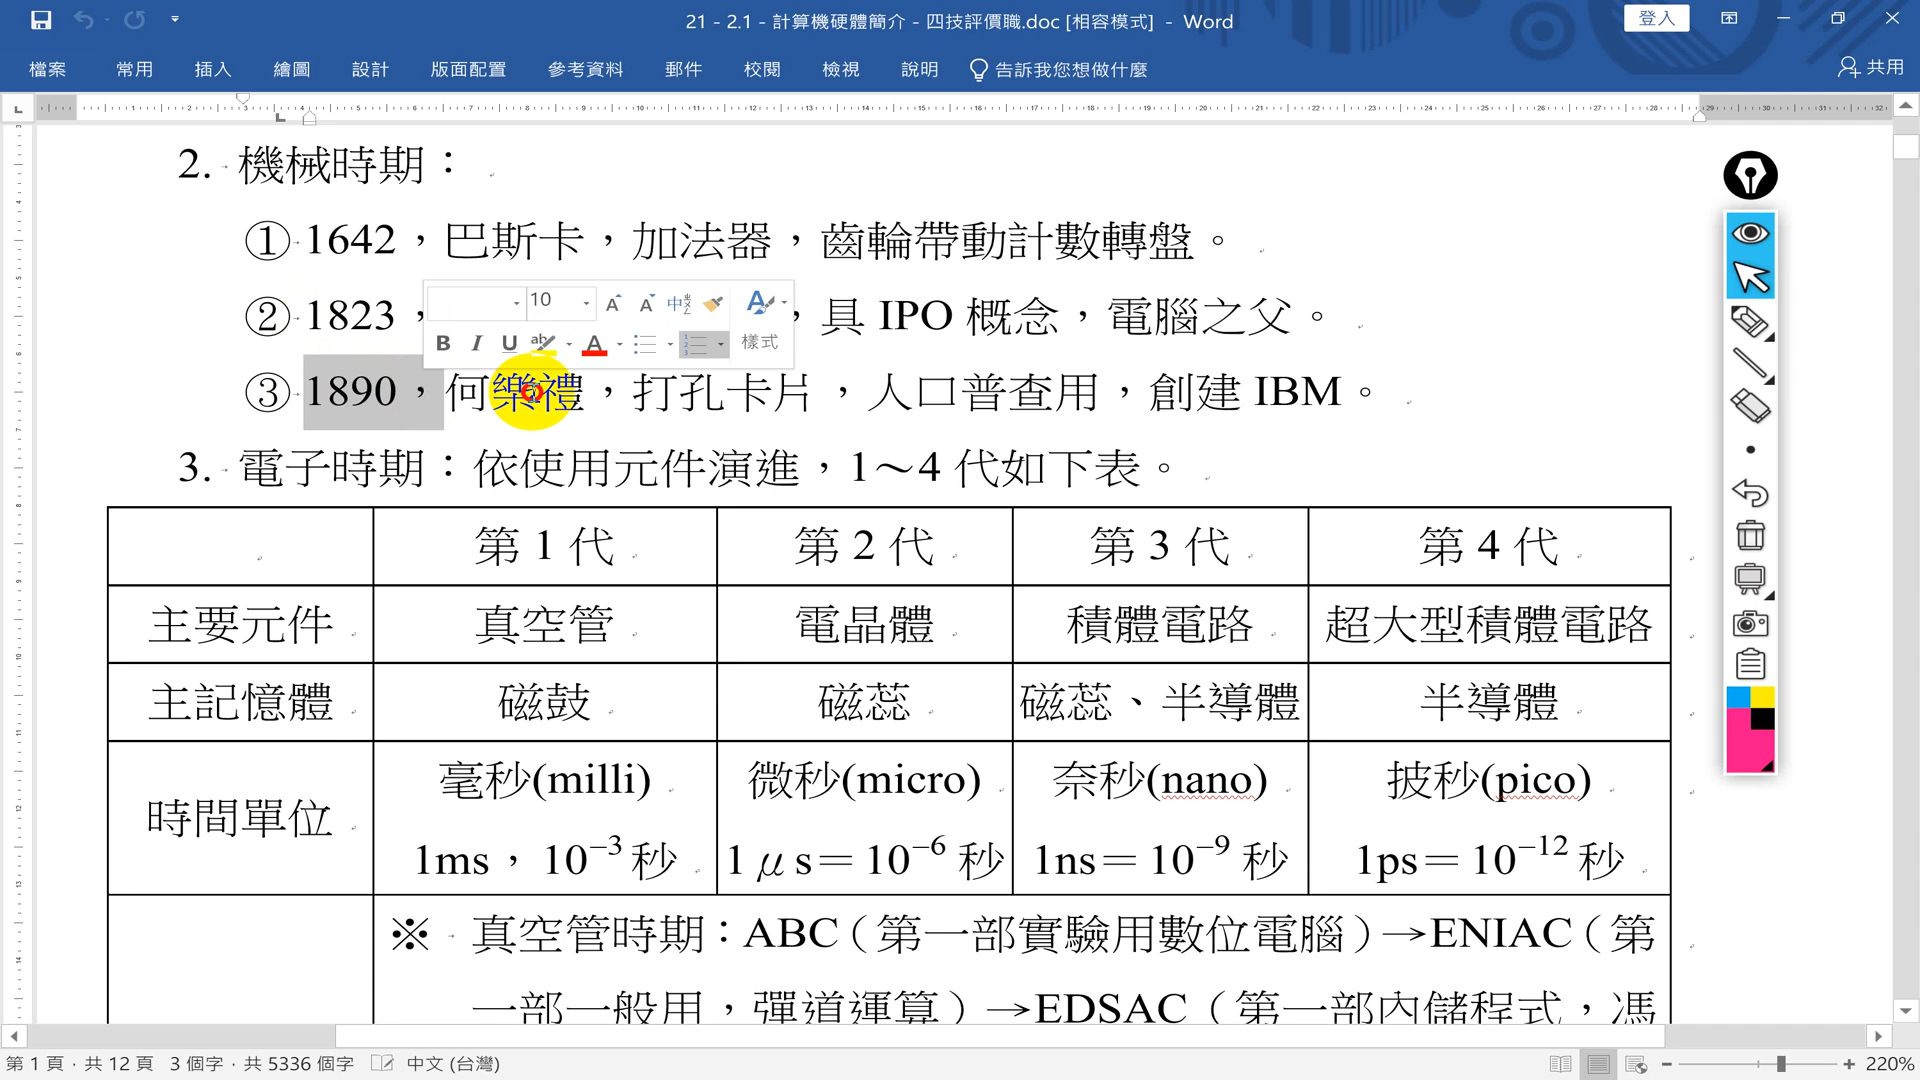 21 - 2.1 - 計算機硬體簡介 - 四技評價職.doc [相容模式] - Word
登入
檔案 常用 插入 繪圖 設計 版面配置 參考資料 郵件 校閱 檢視 說明 告訴我您想做什麼 共用
2. 機械時期：
① 1642，巴斯卡，加法器，齒輪帶動計數轉盤。
② 1823， ，具 IPO 概念，電腦之父。
10
B I U 樣式
③ 1890，何樂禮，打孔卡片，人口普查用，創建 IBM。
3. 電子時期：依使用元件演進，1～4 代如下表。
第 1 代 第 2 代 第 3 代 第 4 代
主要元件 真空管 電晶體 積體電路 超大型積體電路
主記憶體 磁鼓 磁蕊 磁蕊、半導體 半導體
時間單位 毫秒(milli) 微秒(micro) 奈秒(nano) 披秒(pico)
1ms，10⁻³秒 1μs＝10⁻⁶秒 1ns＝10⁻⁹秒 1ps＝10⁻¹²秒
※ 真空管時期：ABC（第一部實驗用數位電腦）→ENIAC（第
一部一般用，彈道運算）→EDSAC（第一部內儲程式，馮
第 1 頁，共 12 頁 3 個字，共 5336 個字 中文 (台灣) 220%